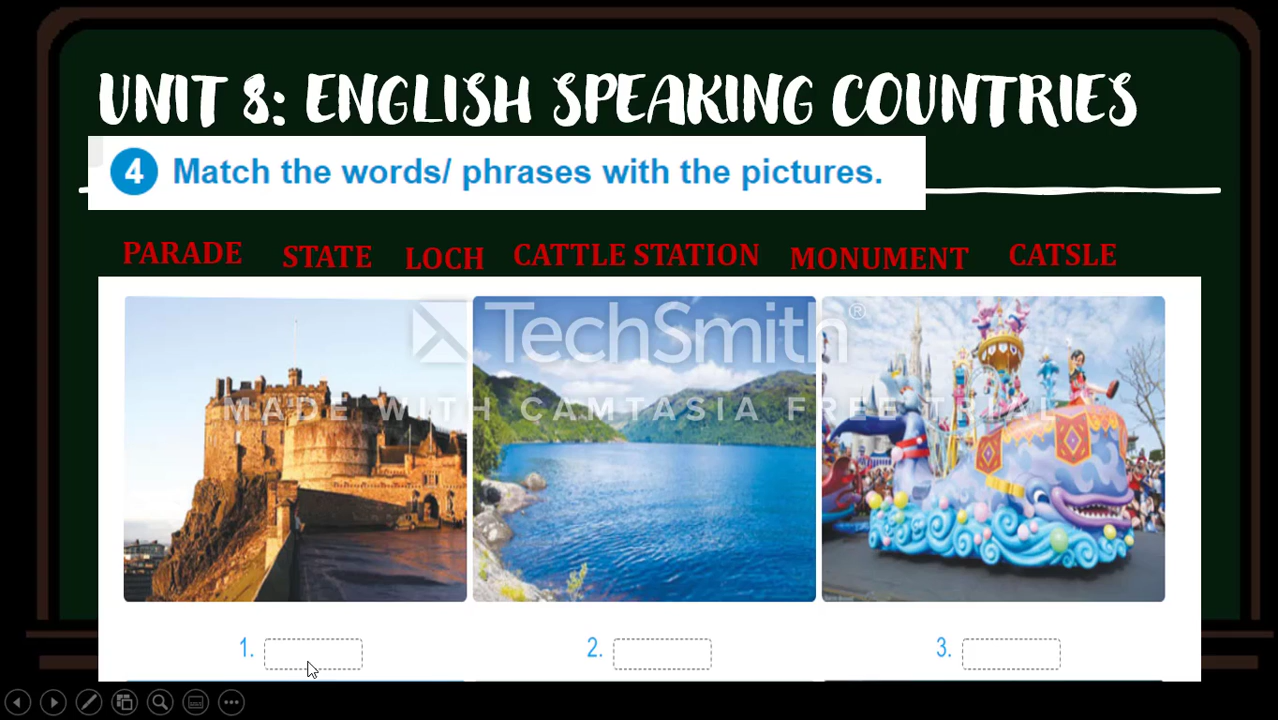 UNIT 8: ENGLISH SPEAKING COUNTRIES
4 Match the words/ phrases with the pictures.
PARADE STATE LOCH CATTLE STATION MONUMENT CATSLE
TechSmith®
MADE WITH CAMTASIA FREE TRIAL
1. 2. 3.